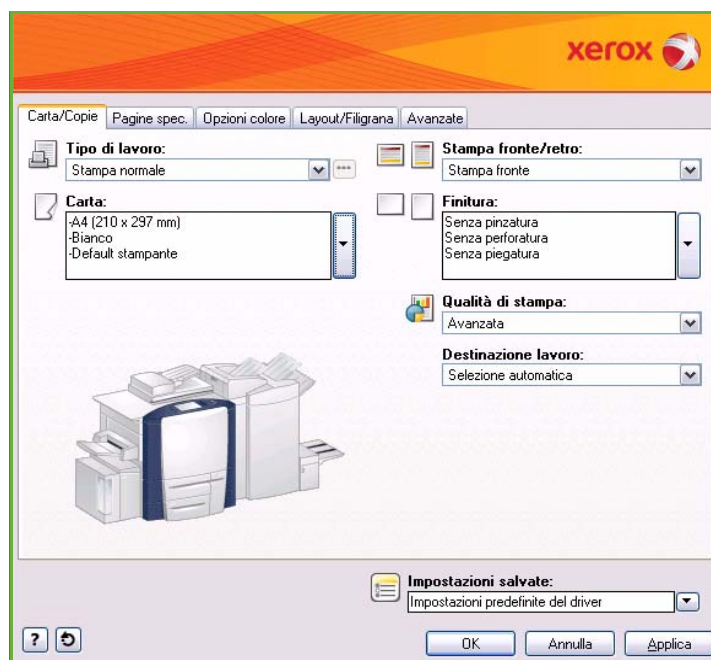 xerox
Carta/Copie Pagine spec. Opzioni colore Layout/Filigrana Avanzate
Tipo di lavoro:
Stampa normale
Carta:
-A4 (210 x 297 mm)
-Bianco
-Default stampante
Stampa fronte/retro:
Stampa fronte
Finitura:
Senza pinzatura
Senza perforatura
Senza piegatura
Qualità di stampa:
Avanzata
Destinazione lavoro:
Selezione automatica
Impostazioni salvate:
Impostazioni predefinite del driver
? OK Annulla Applica